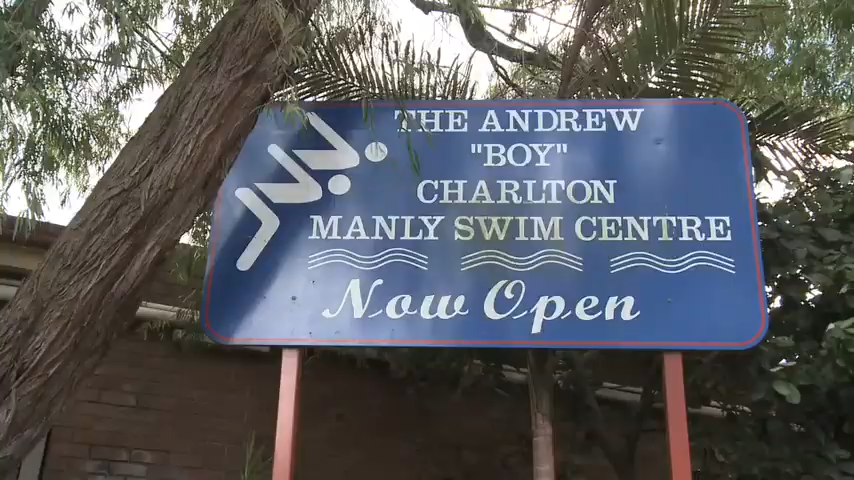 THE ANDREW
"BOY"
CHARLTON
MANLY SWIM CENTRE
Now Open